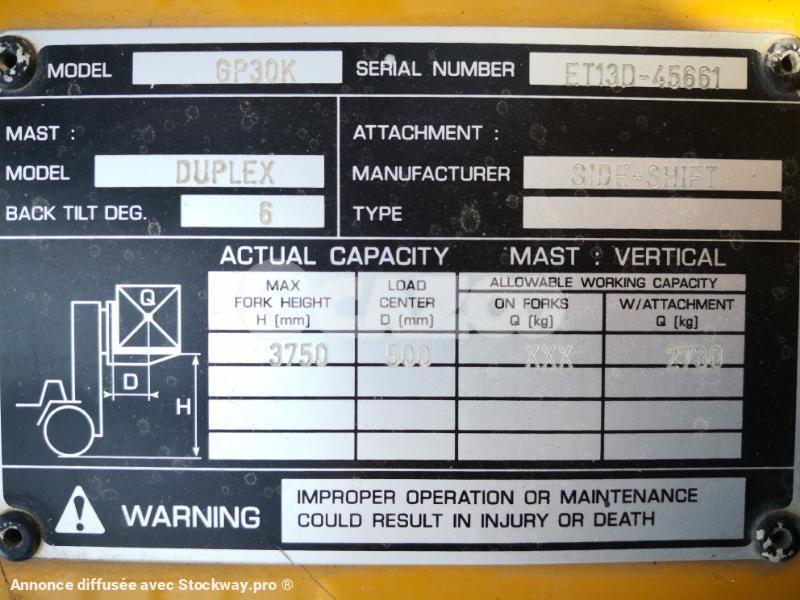 MODEL GP30K SERIAL NUMBER ET13D-45661
MAST : ATTACHMENT :
MODEL DUPLEX MANUFACTURER SIDE-SHIFT
BACK TILT DEG. 6 TYPE
ACTUAL CAPACITY MAST : VERTICAL
MAX LOAD ALLOWABLE WORKING CAPACITY
FORK HEIGHT CENTER ON FORKS W/ATTACHMENT
H (mm) D (mm) Q (kg) Q (kg)
3750 500 XXX 2730
Q
D
H
WARNING
IMPROPER OPERATION OR MAINTENANCE
COULD RESULT IN INJURY OR DEATH
Annonce diffusée avec Stockway.pro ®